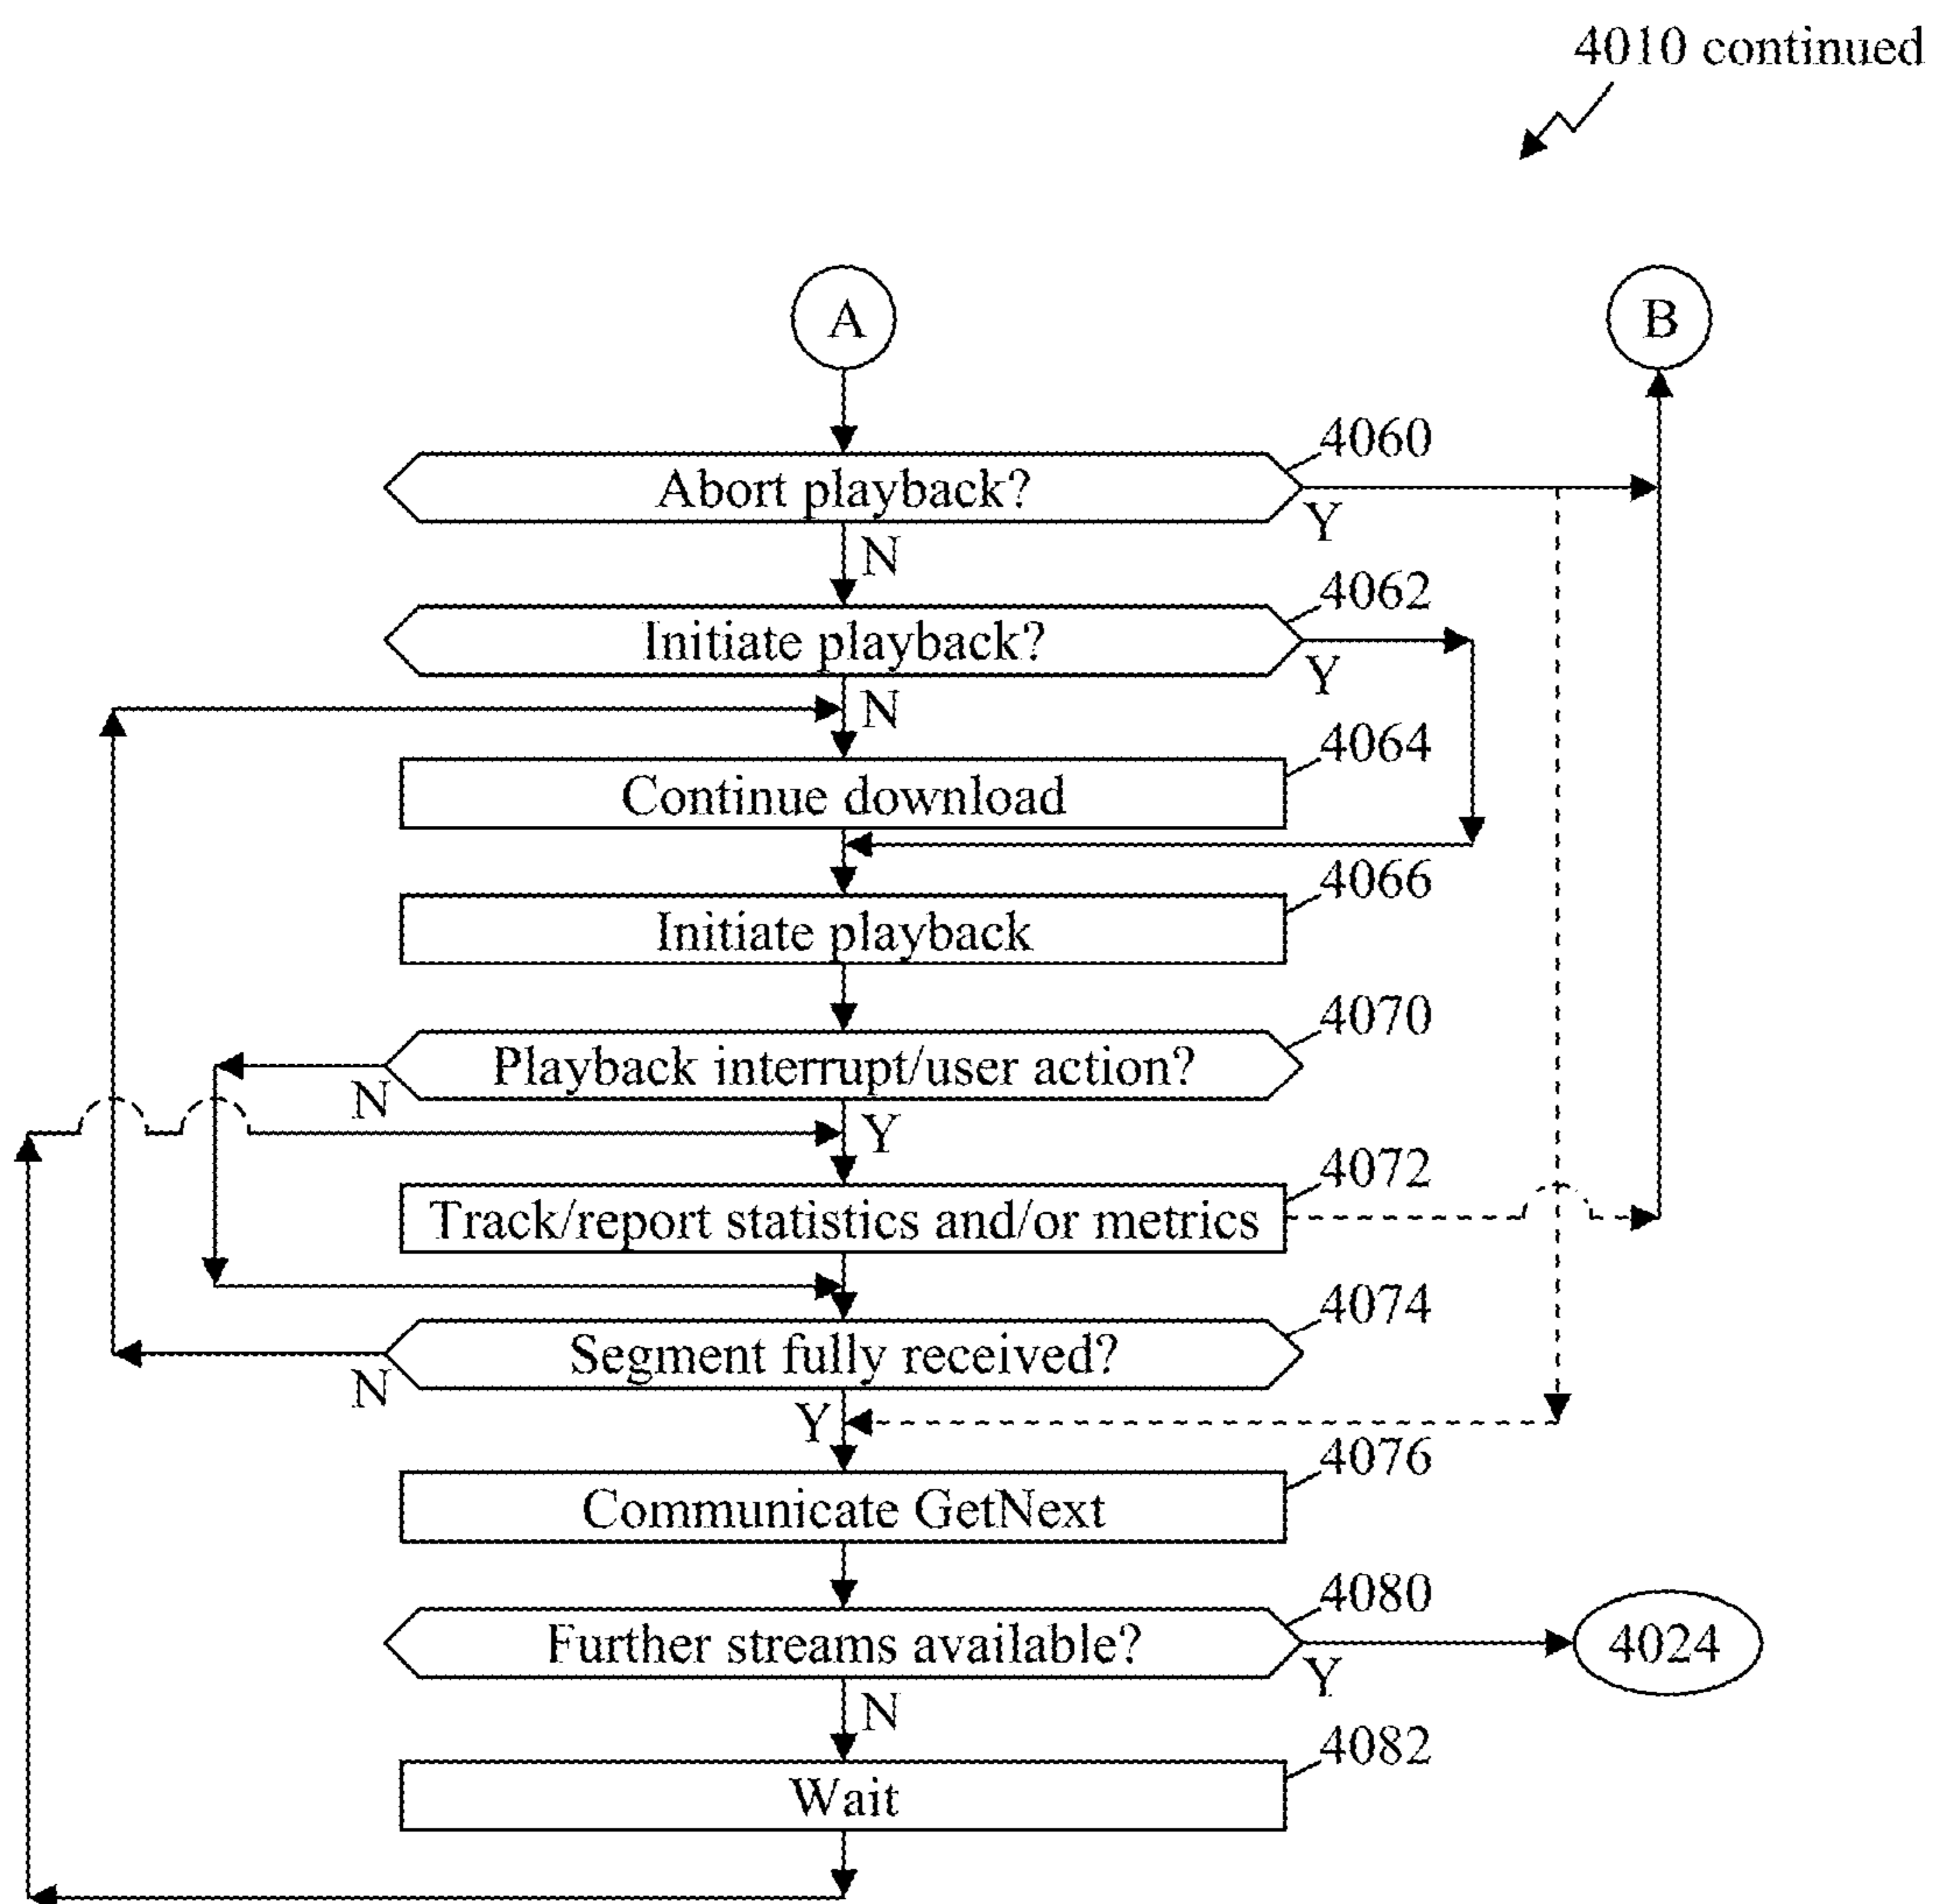 4010 continued
A
B
4060
Abort playback?
Y
N
4062
Initiate playback?
Y
N
4064
Continue download
4066
Initiate playback
4070
Playback interrupt/user action?
N
Y
4072
Track/report statistics and/or metrics
4074
Segment fully received?
N
Y
4076
Communicate GetNext
4080
Further streams available?
4024
Y
N
4082
Wait